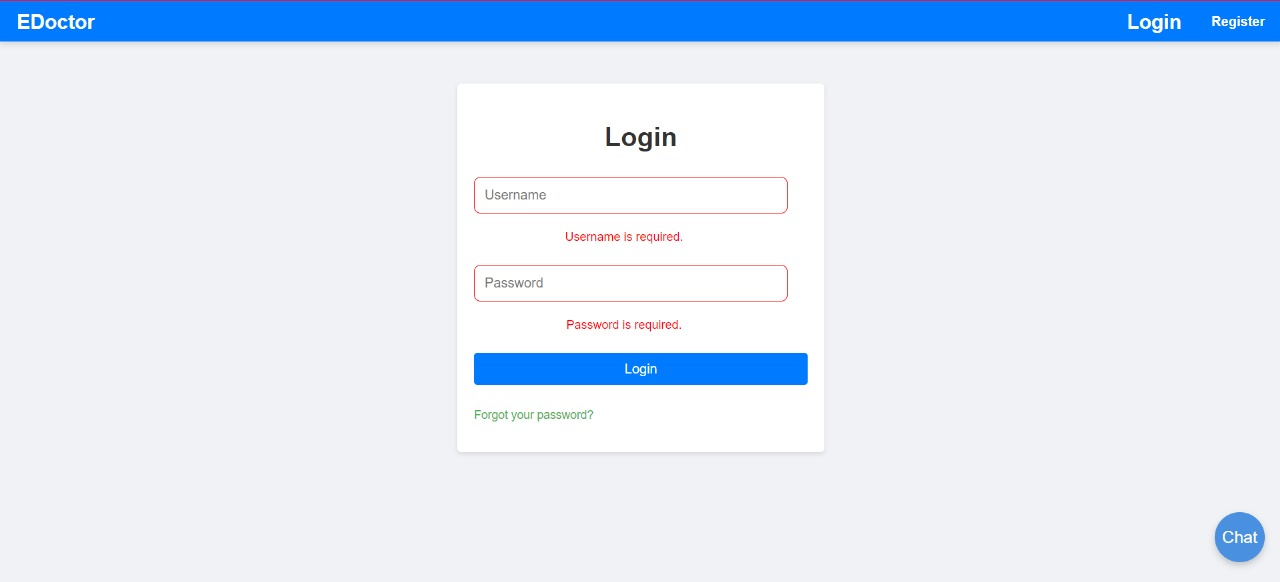 EDoctor Login Register
Login
Username
Username is required.
Password
Password is required.
Login
Forgot your password?
Chat